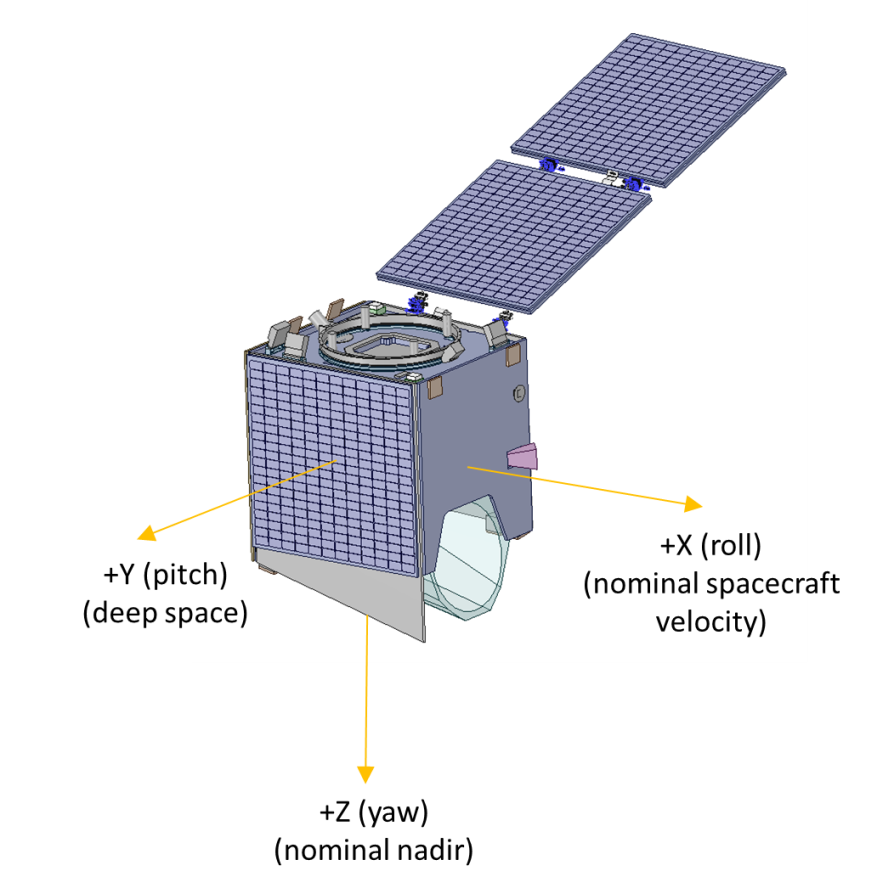 +X (roll)
(nominal spacecraft
velocity)
+Y (pitch)
(deep space)
+Z (yaw)
(nominal nadir)